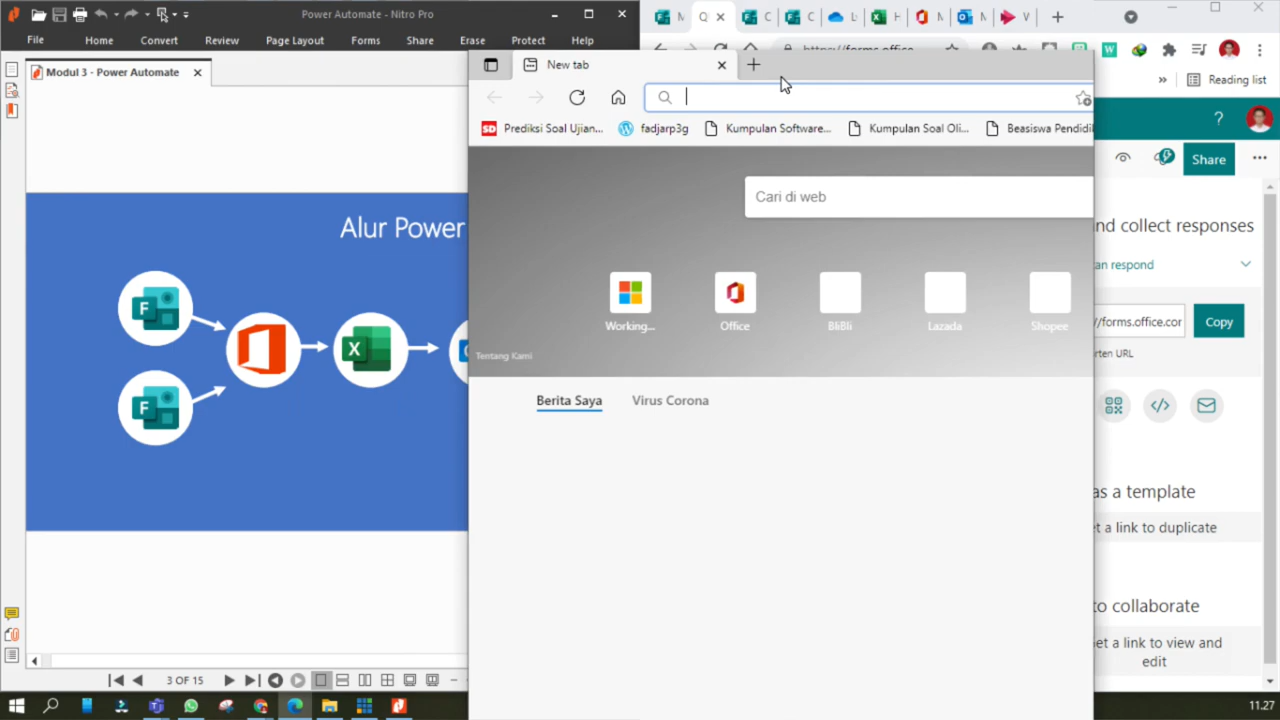 Power Automate - Nitro Pro
File Home Convert Review Page Layout Forms Share Erase Protect Help
Modul 3 - Power Automate
Alur Power
F
F
X
3 OF 15
New tab
SD Prediksi Soal Ujian... fadjarp3g Kumpulan Software... Kumpulan Soal Oli... Beasiswa Pendidi
Cari di web
Working... Office BliBli Lazada Shopee
Tentang Kami
Berita Saya Virus Corona
https://forms.office
» Reading list
?
Share
nd collect responses
an respond
//forms.office.cor Copy
rten URL
as a template
et a link to duplicate
to collaborate
et a link to view and
edit
11.27